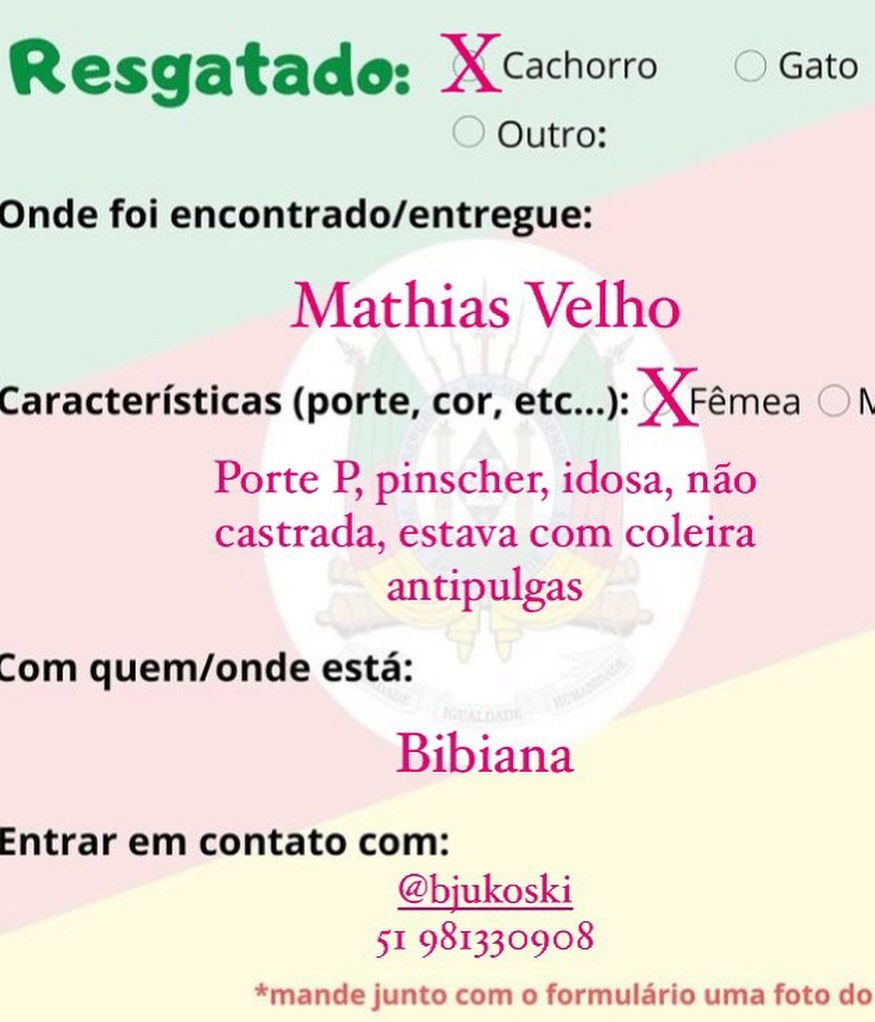 Resgatado: X Cachorro Gato
Outro:
Onde foi encontrado/entregue:
Mathias Velho
Características (porte, cor, etc...): X Fêmea M
Porte P, pinscher, idosa, não
castrada, estava com coleira
antipulgas
Com quem/onde está:
IGUALDADE HUMANIDADE
Bibiana
Entrar em contato com:
@bjukoski
51 981330908
*mande junto com o formulário uma foto do